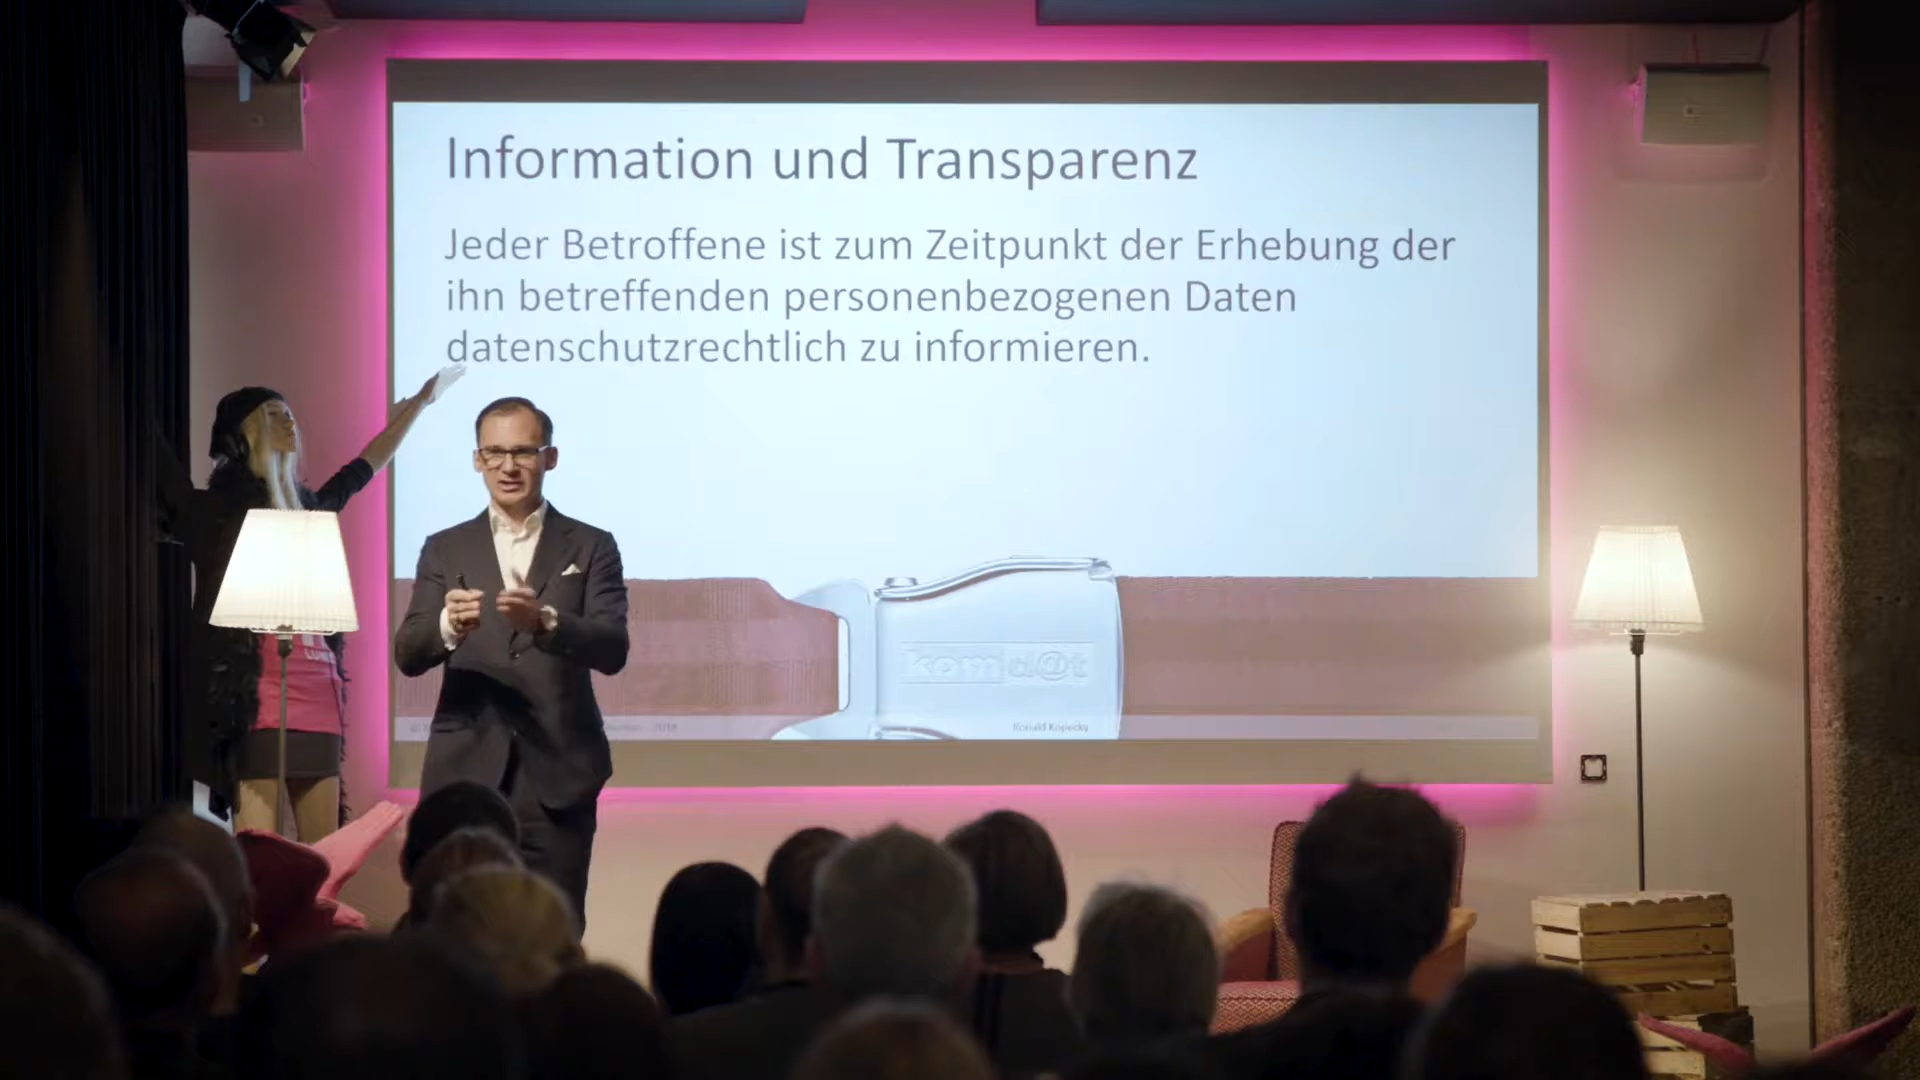 Information und Transparenz
Jeder Betroffene ist zum Zeitpunkt der Erhebung der
ihn betreffenden personenbezogenen Daten
datenschutzrechtlich zu informieren.
komd@t
Ronald Kopecky